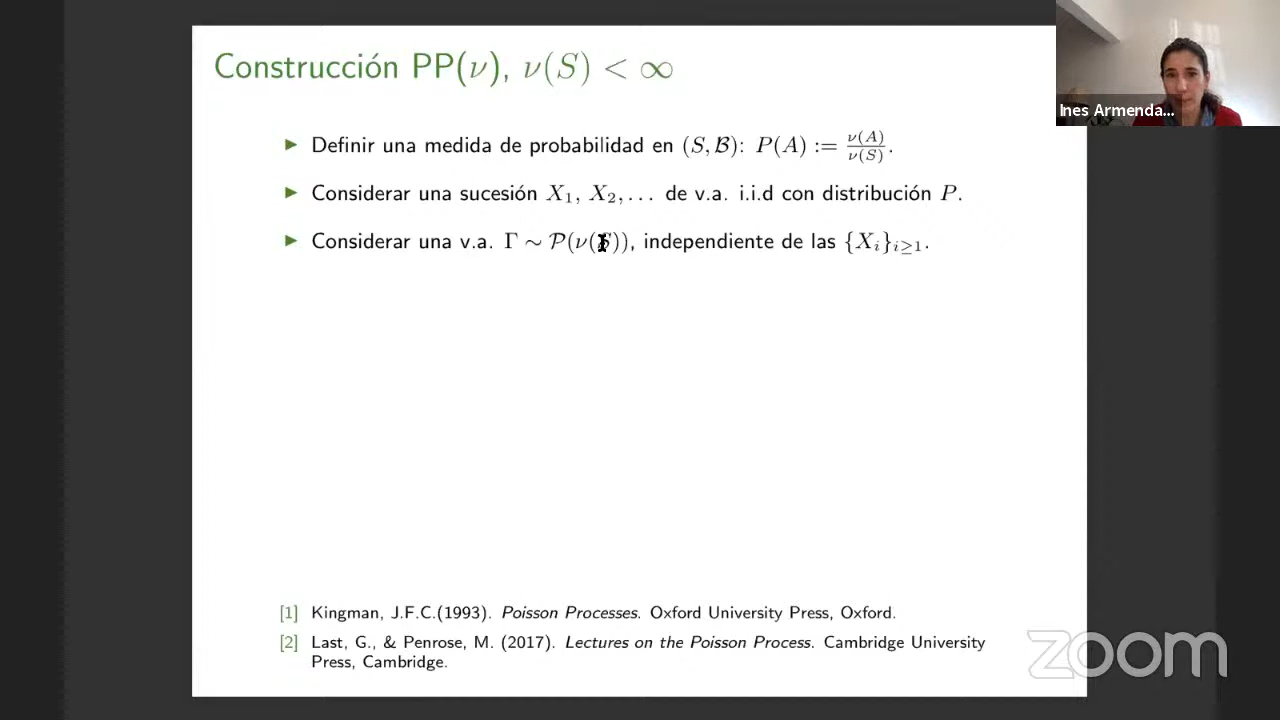 Construcción PP(ν), ν(S) < ∞
Ines Armenda...
▶ Definir una medida de probabilidad en (S, ℬ): P(A) := ν(A)/ν(S).
▶ Considerar una sucesión X₁, X₂, ... de v.a. i.i.d con distribución P.
▶ Considerar una v.a. Γ ∼ 𝒫(ν(S)), independiente de las {Xᵢ}ᵢ≥₁.
[1] Kingman, J.F.C.(1993). Poisson Processes. Oxford University Press, Oxford.
[2] Last, G., & Penrose, M. (2017). Lectures on the Poisson Process. Cambridge University
Press, Cambridge.
zoom